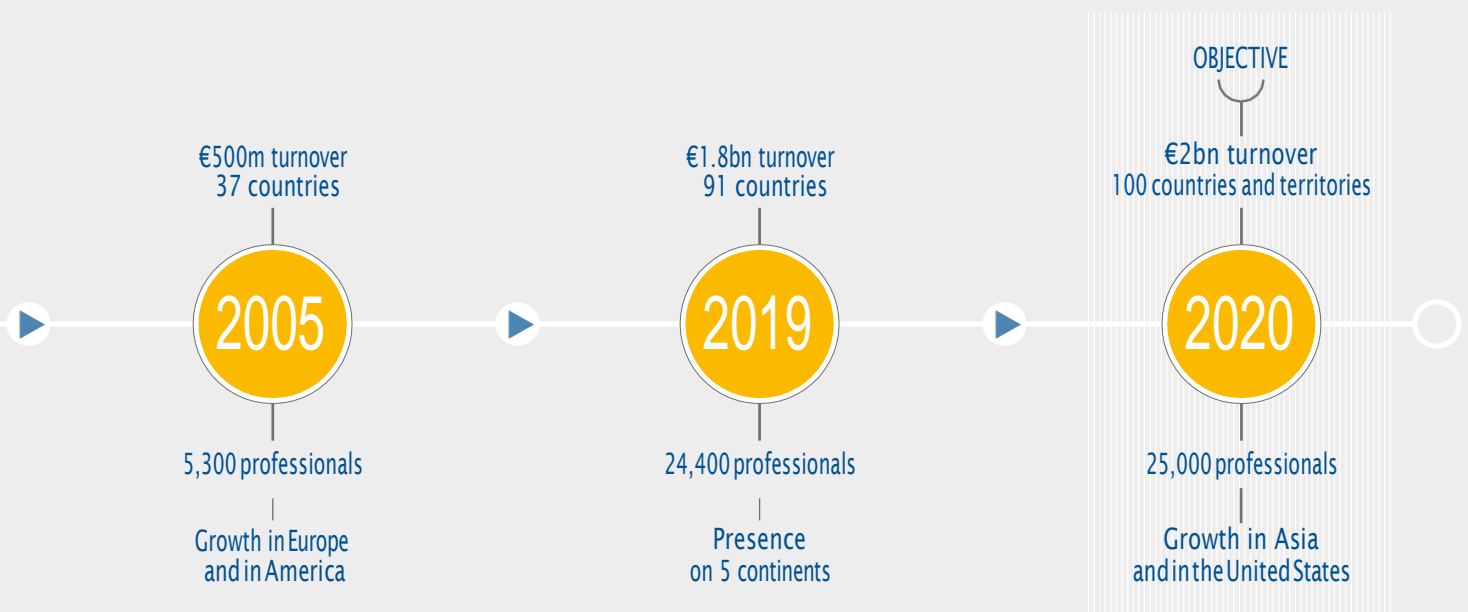 €500m turnover
37 countries
2005
5,300 professionals
Growth in Europe
and in America
€1.8bn turnover
91 countries
2019
24,400 professionals
Presence
on 5 continents
OBJECTIVE
€2bn turnover
100 countries and territories
2020
25,000 professionals
Growth in Asia
and in the United States